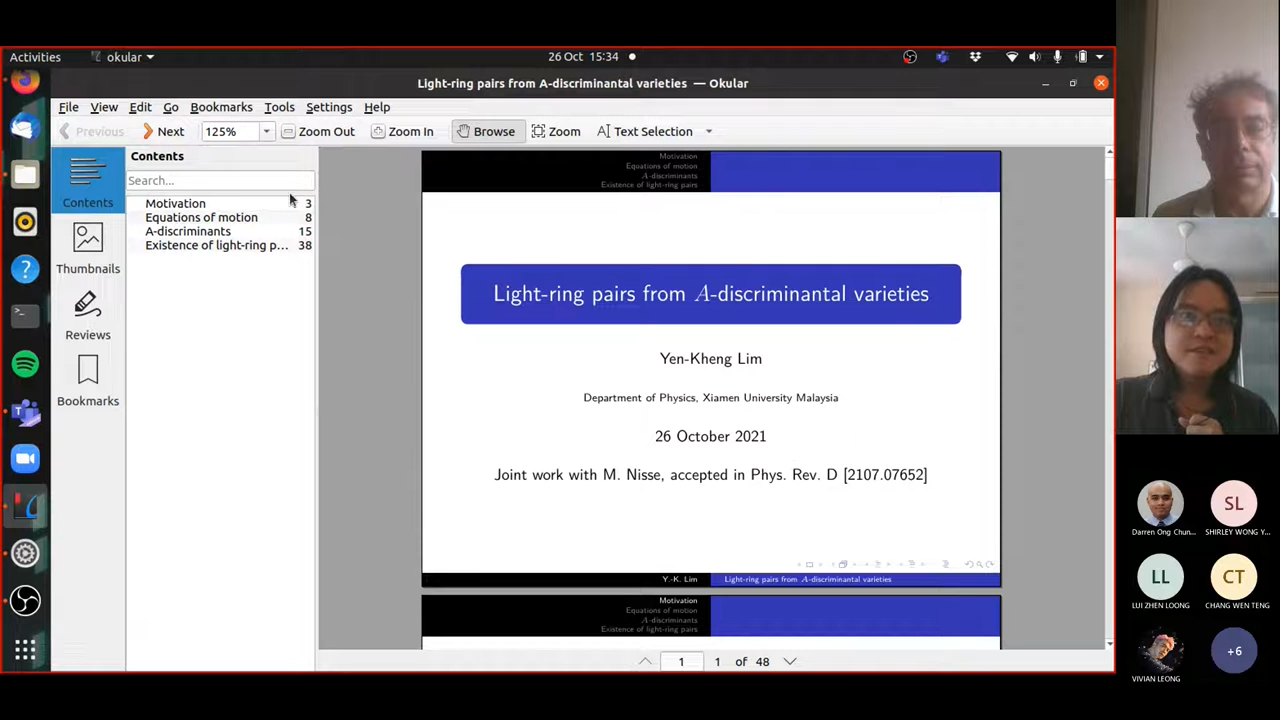 Activities
okular
26 Oct 15:34
Light-ring pairs from A-discriminantal varieties — Okular
File View Edit Go Bookmarks Tools Settings Help
Previous Next 125% Zoom Out Zoom In Browse Zoom Text Selection
Contents
Thumbnails
Reviews
Bookmarks
Contents
Search...
Motivation 3
Equations of motion 8
A-discriminants 15
Existence of light-ring p... 38
Motivation
Equations of motion
A-discriminants
Existence of light-ring pairs
Light-ring pairs from A-discriminantal varieties
Yen-Kheng Lim
Department of Physics, Xiamen University Malaysia
26 October 2021
Joint work with M. Nisse, accepted in Phys. Rev. D [2107.07652]
Y.-K. Lim Light-ring pairs from A-discriminantal varieties
Motivation
Equations of motion
A-discriminants
Existence of light-ring pairs
1 1 of 48
Darren Ong Chun...
SL
SHIRLEY WONG Y...
LL
LUI ZHEN LOONG
CT
CHANG WEN TENG
VIVIAN LEONG
+6